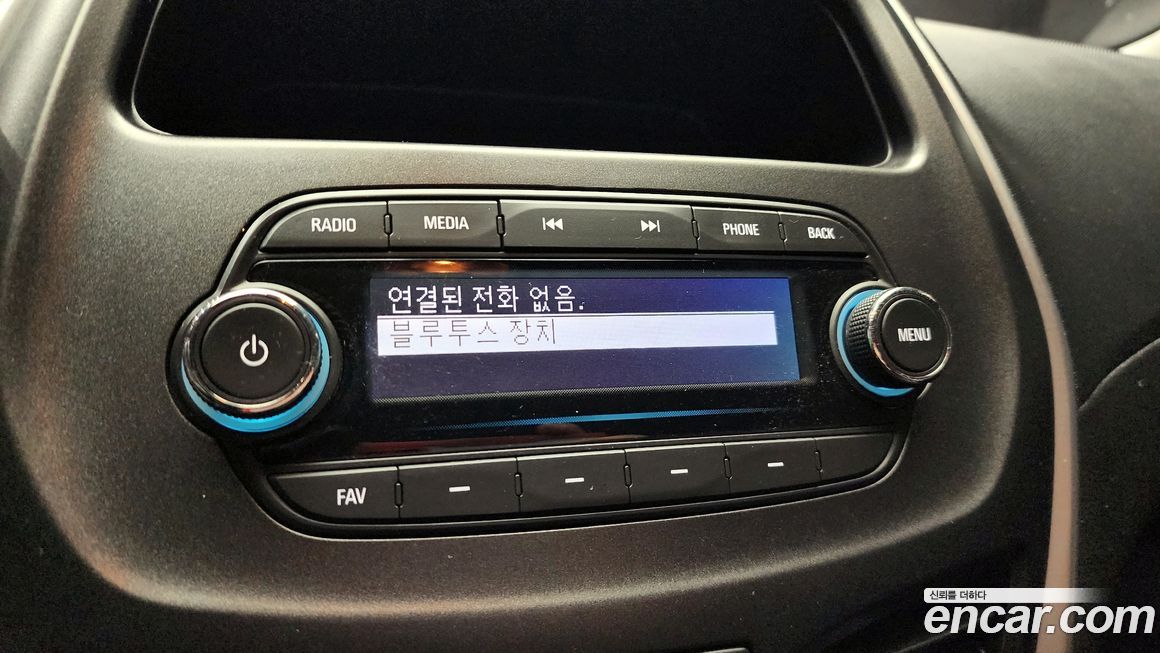 RADIO MEDIA PHONE BACK
연결된 전화 없음.
블루투스 장치
MENU
FAV
신뢰를 더하다
encar.com